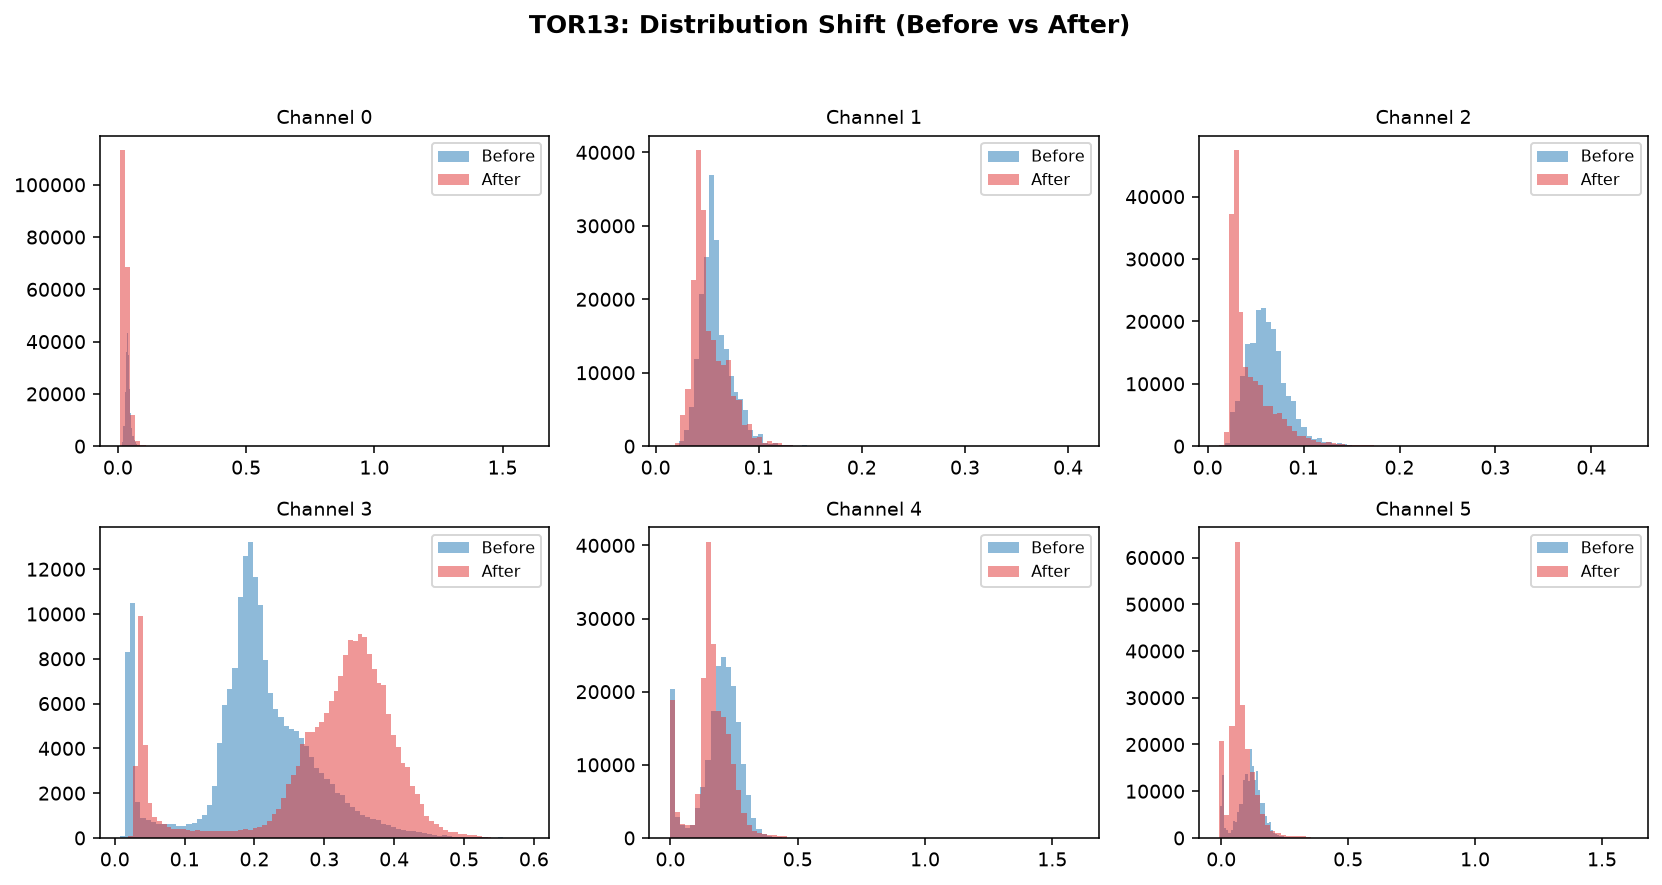 TOR13: Distribution Shift (Before vs After)
Channel 0
Before
After
100000
80000
60000
40000
20000
0
0.0 0.5 1.0 1.5
Channel 1
Before
After
40000
30000
20000
10000
0
0.0 0.1 0.2 0.3 0.4
Channel 2
Before
After
40000
30000
20000
10000
0
0.0 0.1 0.2 0.3 0.4
Channel 3
Before
After
12000
10000
8000
6000
4000
2000
0
0.0 0.1 0.2 0.3 0.4 0.5 0.6
Channel 4
Before
After
40000
30000
20000
10000
0
0.0 0.5 1.0 1.5
Channel 5
Before
After
60000
50000
40000
30000
20000
10000
0
0.0 0.5 1.0 1.5